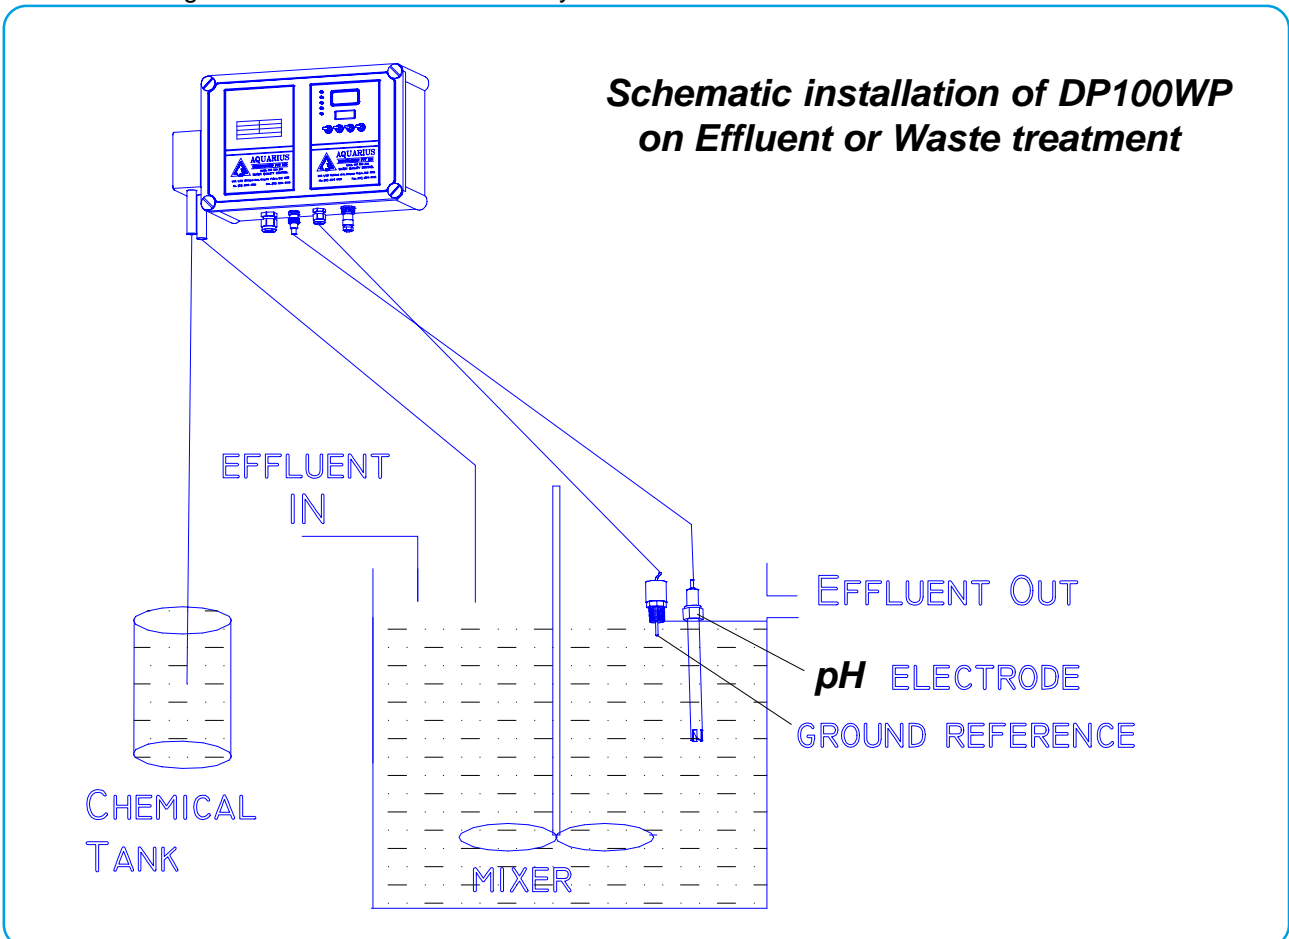 Schematic installation of DP100WP
on Effluent or Waste treatment
AQUARIUS
AQUARIUS
EFFLUENT
IN
EFFLUENT OUT
pH ELECTRODE
GROUND REFERENCE
CHEMICAL
TANK
MIXER